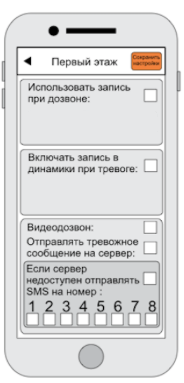 Первый этаж
Сохранить
настройки
Использовать запись
при дозвоне:
Включать запись в
динамики при тревоге:
Видеодозвон:
Отправлять тревожное
сообщение на сервер:
Если сервер
недоступен отправлять
SMS на номер :
1 2 3 4 5 6 7 8